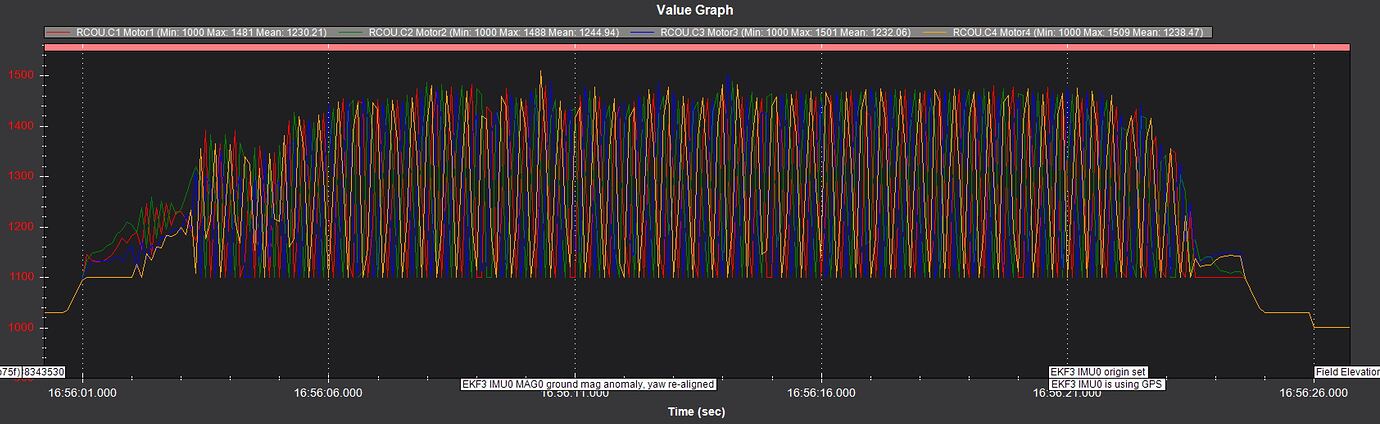 Value Graph
RCOU.C1 Motor1 (Min: 1000 Max: 1481 Mean: 1230.21) RCOU.C2 Motor2 (Min: 1000 Max: 1488 Mean: 1244.94) RCOU.C3 Motor3 (Min: 1000 Max: 1501 Mean: 1232.06) RCOU.C4 Motor4 (Min: 1000 Max: 1509 Mean: 1238.47)
1500
1400
1300
1200
1100
1000
75f) 8343530 EKF3 IMU0 origin set Field Elevation
EKF3 IMU0 MAG0 ground mag anomaly, yaw re-aligned EKF3 IMU0 is using GPS
16:56:01.000 16:56:06.000 16:56:11.000 16:56:16.000 16:56:21.000 16:56:26.000
Time (sec)